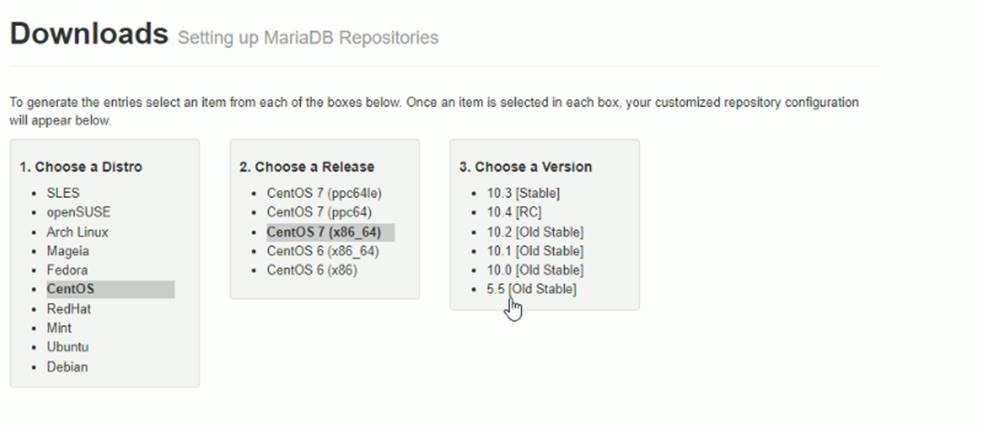 Downloads Setting up MariaDB Repositories
To generate the entries select an item from each of the boxes below. Once an item is selected in each box, your customized repository configuration
will appear below.
1. Choose a Distro
SLES
openSUSE
Arch Linux
Mageia
Fedora
CentOS
RedHat
Mint
Ubuntu
Debian
2. Choose a Release
CentOS 7 (ppc64le)
CentOS 7 (ppc64)
CentOS 7 (x86_64)
CentOS 6 (x86_64)
CentOS 6 (x86)
3. Choose a Version
10.3 [Stable]
10.4 [RC]
10.2 [Old Stable]
10.1 [Old Stable]
10.0 [Old Stable]
5.5 [Old Stable]